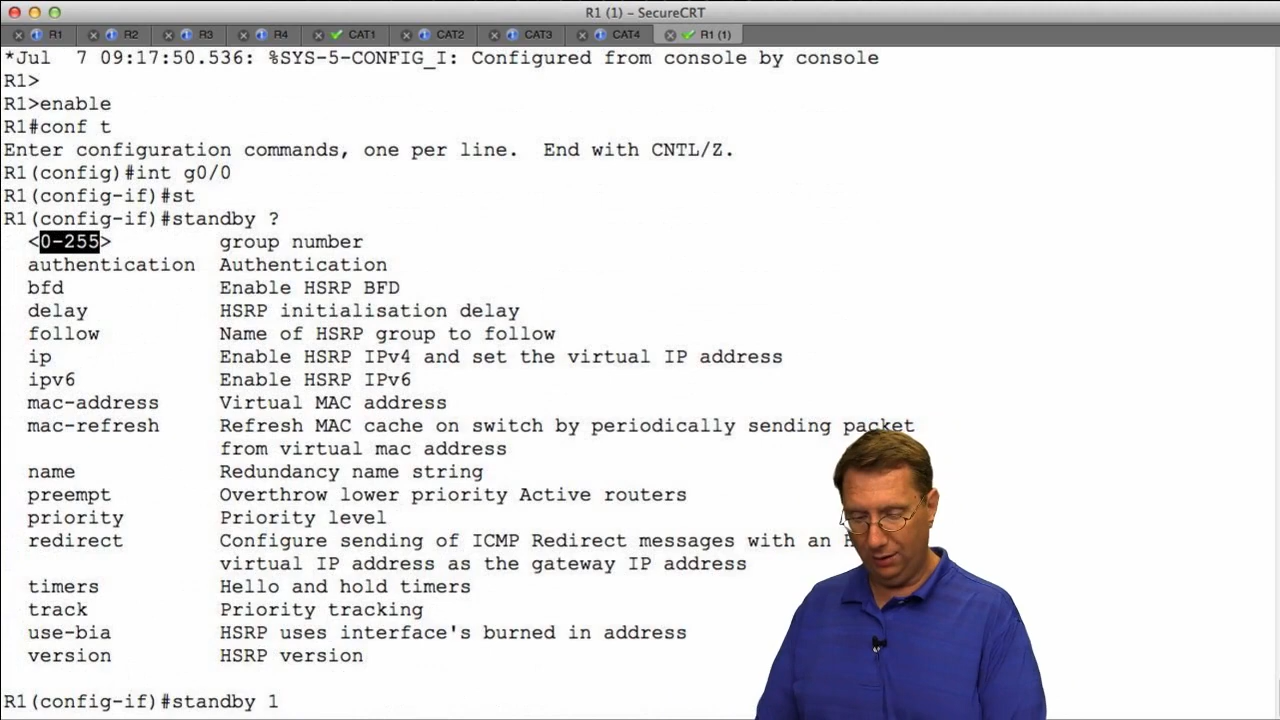 R1 (1) – SecureCRT
R1 R2 R3 R4 CAT1 CAT2 CAT3 CAT4 R1 (1)
*Jul  7 09:17:50.536: %SYS-5-CONFIG_I: Configured from console by console
R1>
R1>enable
R1#conf t
Enter configuration commands, one per line.  End with CNTL/Z.
R1(config)#int g0/0
R1(config-if)#st
R1(config-if)#standby ?
<0-255>         group number
authentication  Authentication
bfd             Enable HSRP BFD
delay           HSRP initialisation delay
follow          Name of HSRP group to follow
ip              Enable HSRP IPv4 and set the virtual IP address
ipv6            Enable HSRP IPv6
mac-address     Virtual MAC address
mac-refresh     Refresh MAC cache on switch by periodically sending packet
from virtual mac address
name            Redundancy name string
preempt         Overthrow lower priority Active routers
priority        Priority level
redirect        Configure sending of ICMP Redirect messages with an
virtual IP address as the gateway IP address
timers          Hello and hold timers
track           Priority tracking
use-bia         HSRP uses interface's burned in address
version         HSRP version
R1(config-if)#standby 1